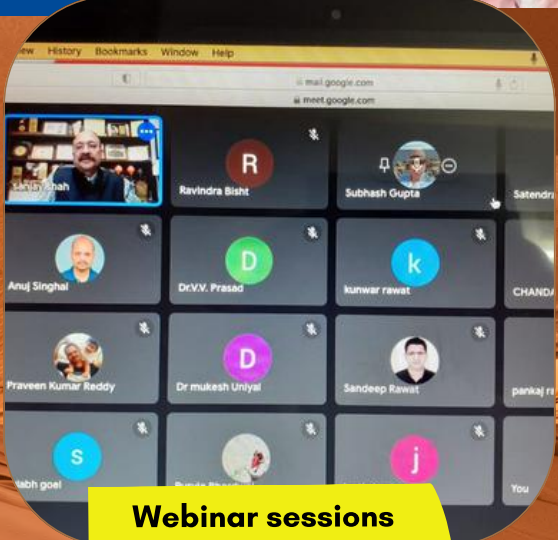 ew History Bookmarks Window Help
mail.google.com
meet.google.com
sanjay shah
R
Ravindra Bisht
Subhash Gupta
Satendr
Anuj Singhal
D
Dr.V.V. Prasad
k
kunwar rawat
CHANDA
Praveen Kumar Reddy
D
Dr mukesh Uniyal
Sandeep Rawat
pankaj ra
s
tabh goel
j
You
Webinar sessions